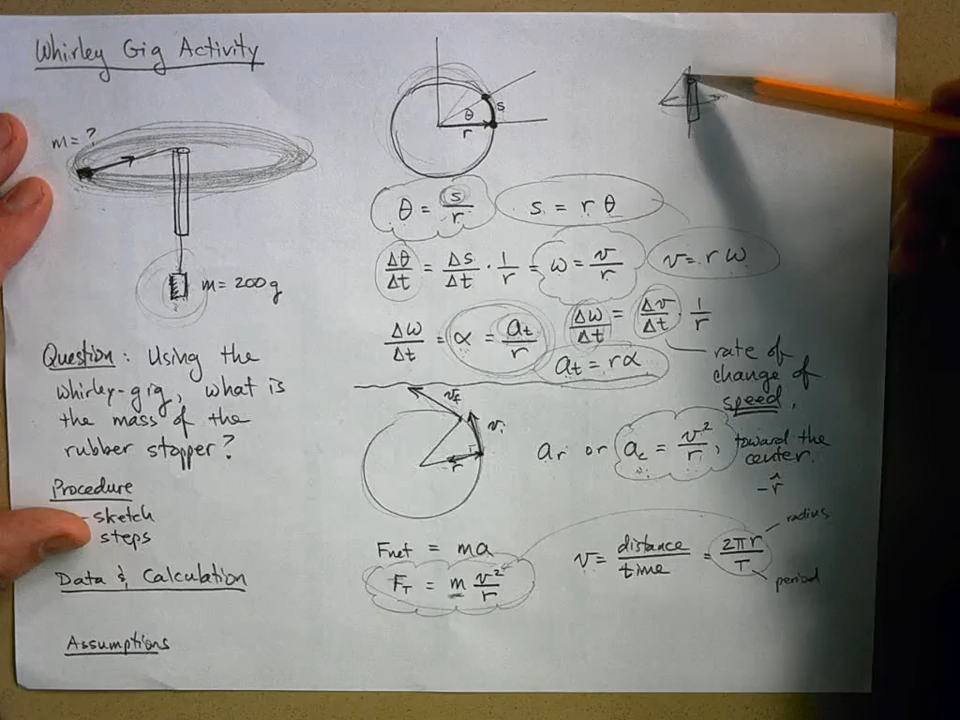 Whirley Gig Activity
m = ?
m = 200g
Question: Using the
whirley-gig, what is
the mass of the
rubber stopper?
Procedure
- sketch
steps
Data & Calculation
Assumptions
θ
s
r
θ = s/r
s = rθ
Δθ/Δt = Δs/Δt · 1/r = ω = v/r
v = rω
Δω/Δt = α = at/r
Δω/Δt = Δv/Δt · 1/r
at = rα
rate of
change of
speed.
vf
vi
r
ar or ac = v²/r, toward the
center.
-r̂
Fnet = ma
FT = m v²/r
v = distance/time = 2πr/T
radius
period